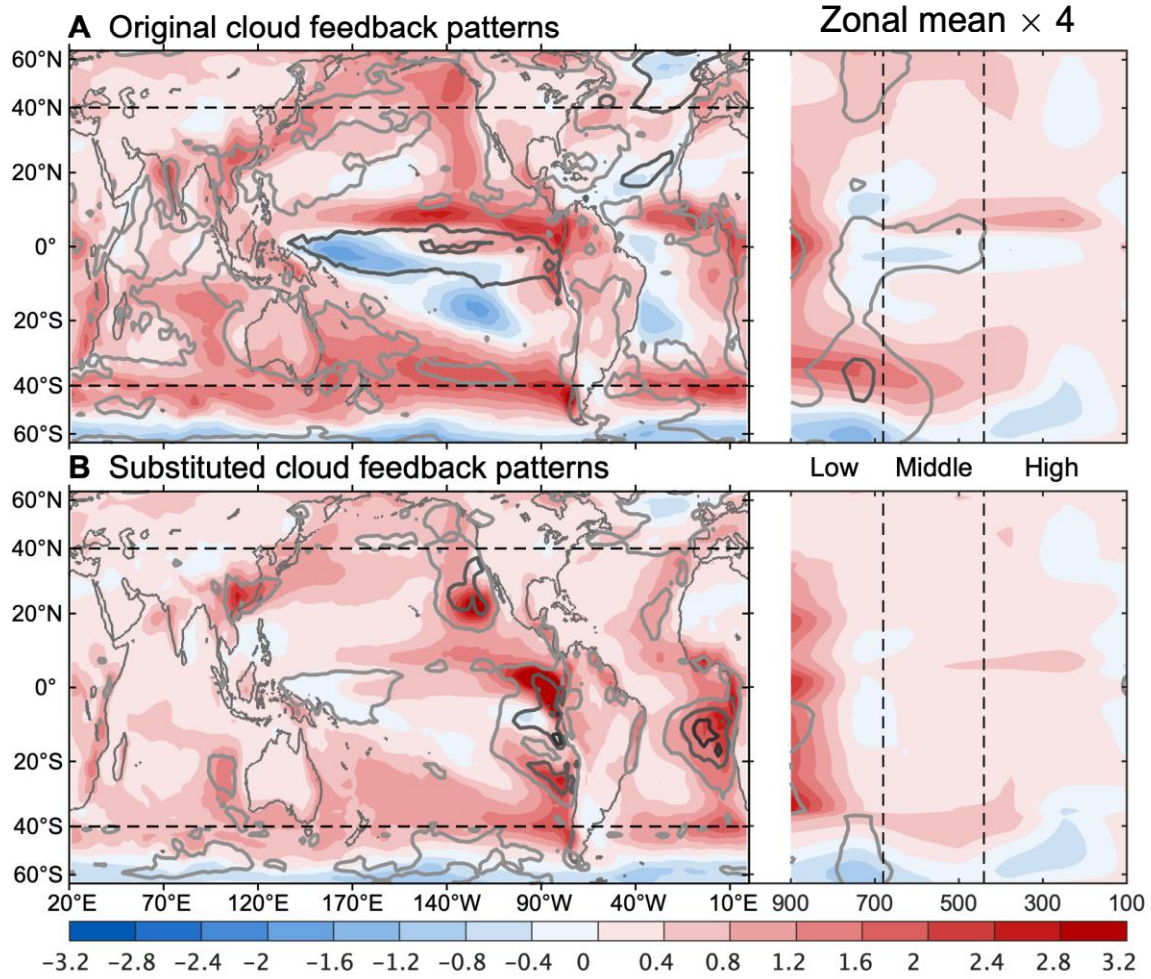 A Original cloud feedback patterns
Zonal mean × 4
60°N
40°N
20°N
0°
20°S
40°S
60°S
B Substituted cloud feedback patterns
Low Middle High
60°N
40°N
20°N
0°
20°S
40°S
60°S
20°E 70°E 120°E 170°E 140°W 90°W 40°W 10°E 900 700 500 300 100
−3.2 −2.8 −2.4 −2 −1.6 −1.2 −0.8 −0.4 0 0.4 0.8 1.2 1.6 2 2.4 2.8 3.2